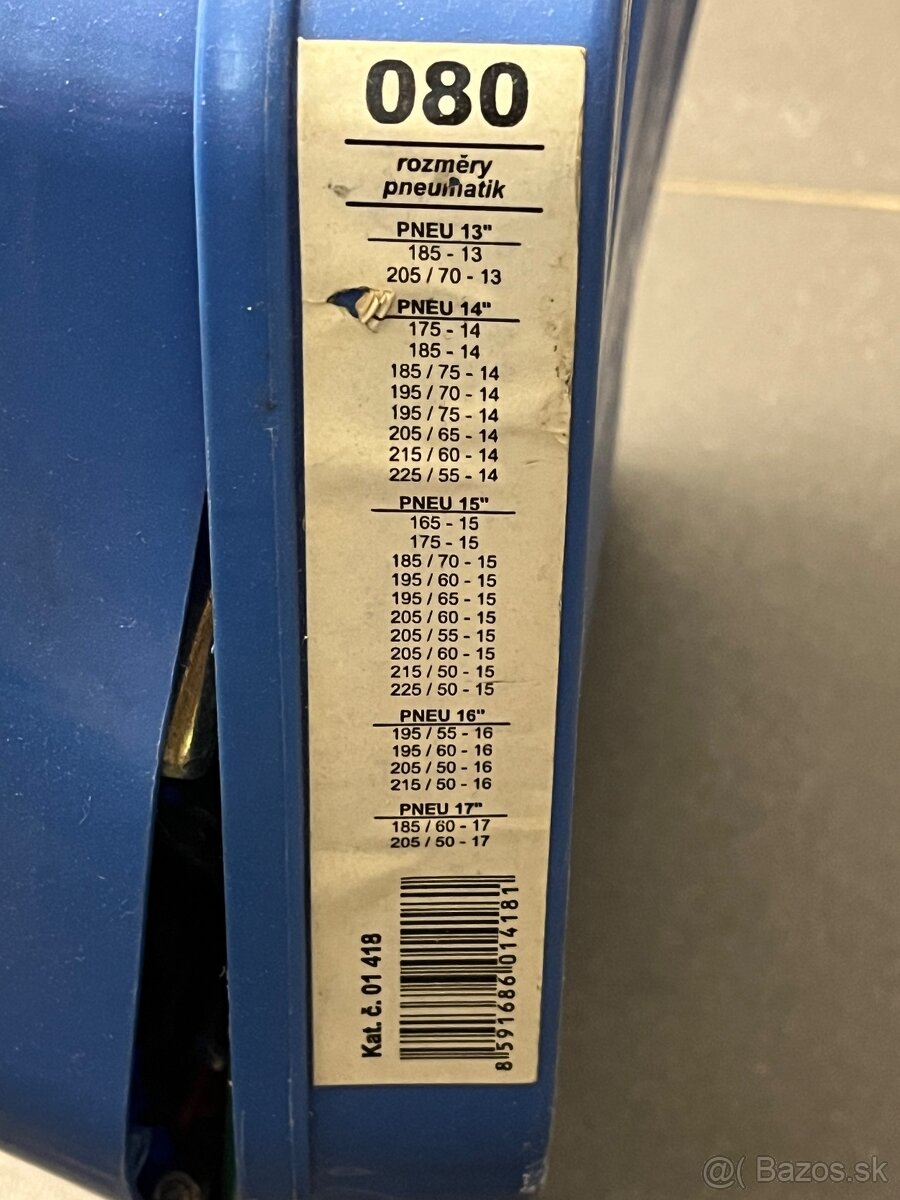 080
rozměry
pneumatik
PNEU 13"
185 - 13
205 / 70 - 13
PNEU 14"
175 - 14
185 - 14
185 / 75 - 14
195 / 70 - 14
195 / 75 - 14
205 / 65 - 14
215 / 60 - 14
225 / 55 - 14
PNEU 15"
165 - 15
175 - 15
185 / 70 - 15
195 / 60 - 15
195 / 65 - 15
205 / 60 - 15
205 / 55 - 15
205 / 60 - 15
215 / 50 - 15
225 / 50 - 15
PNEU 16"
195 / 55 - 16
195 / 60 - 16
205 / 50 - 16
215 / 50 - 16
PNEU 17"
185 / 60 - 17
205 / 50 - 17
Kat. č. 01 418
8 591686 014181
@( Bazos.sk